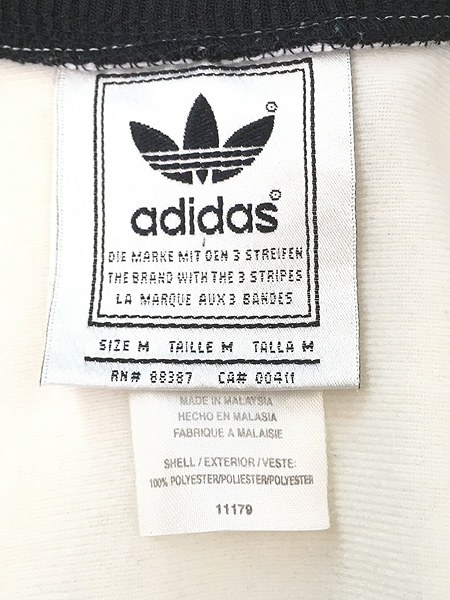 ®
adidas®
DIE MARKE MIT DEN 3 STREIFEN
THE BRAND WITH THE 3 STRIPES
LA MARQUE AUX 3 BANDES
SIZE M TAILLE M TALLA M
RN# 88387 CA# 00411
MADE IN MALAYSIA
HECHO EN MALASIA
FABRIQUE A MALAISIE
SHELL / EXTERIOR / VESTE:
100% POLYESTER/POLIESTER/POLYESTER
11179